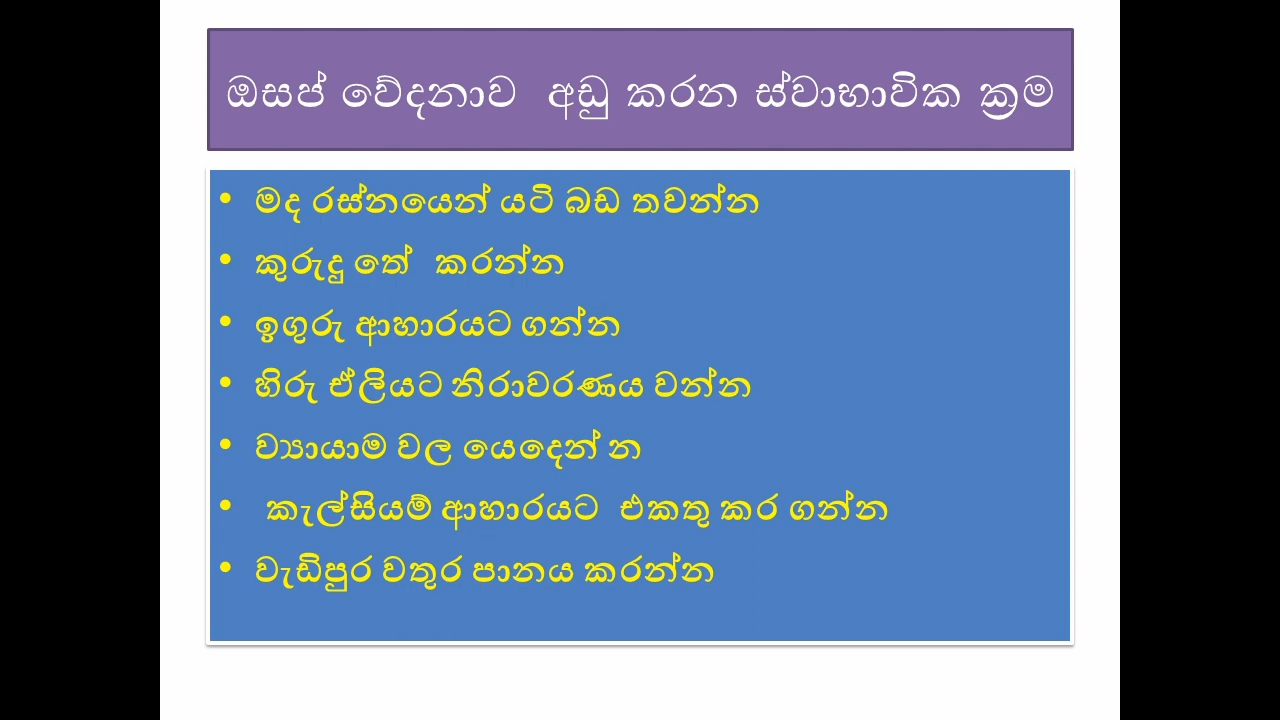 ඔසප් වේදනාව අඩු කරන ස්වාභාවික ක්‍රම
• මද රස්නයෙන් යටි බඩ තවන්න
• කුරුදු තේ කරන්න
• ඉගුරු ආහාරයට ගන්න
• හිරු ඒලියට නිරාවරණය වන්න
• ව්‍යායාම වල යෙදෙන් න
• කැල්සියම් ආහාරයට එකතු කර ගන්න
• වැඩිපුර වතුර පානය කරන්න